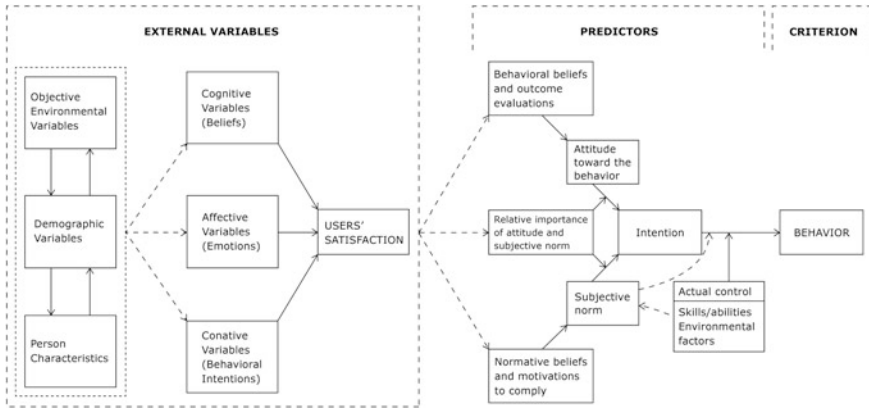 EXTERNAL VARIABLES
PREDICTORS
CRITERION
Objective
Environmental
Variables
Demographic
Variables
Person
Characteristics
Cognitive
Variables
(Beliefs)
Affective
Variables
(Emotions)
Conative
Variables
(Behavioral
Intentions)
USERS'
SATISFACTION
Behavioral beliefs
and outcome
evaluations
Attitude
toward the
behavior
Relative importance
of attitude and
subjective norm
Intention
BEHAVIOR
Subjective
norm
Actual control
Skills/abilities
Environmental
factors
Normative beliefs
and motivations
to comply